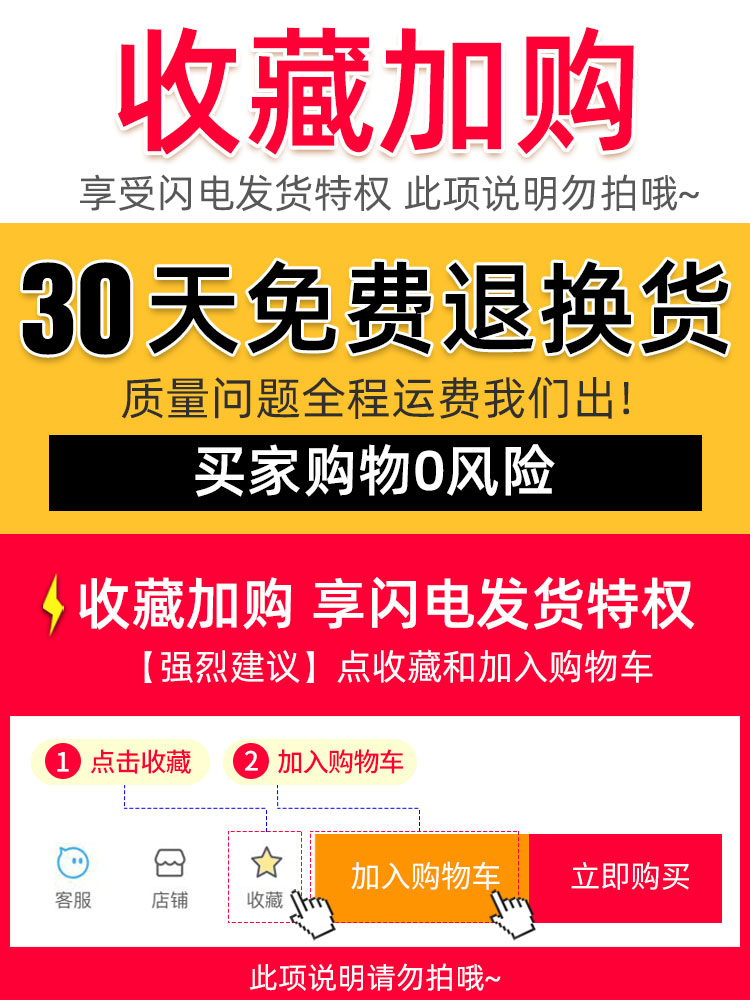 收藏加购
享受闪电发货特权 此项说明勿拍哦~
30天免费退换货
质量问题全程运费我们出!
买家购物0风险
收藏加购 享闪电发货特权
【强烈建议】点收藏和加入购物车
1 点击收藏 2 加入购物车
客服 店铺 收藏 加入购物车 立即购买
此项说明请勿拍哦~